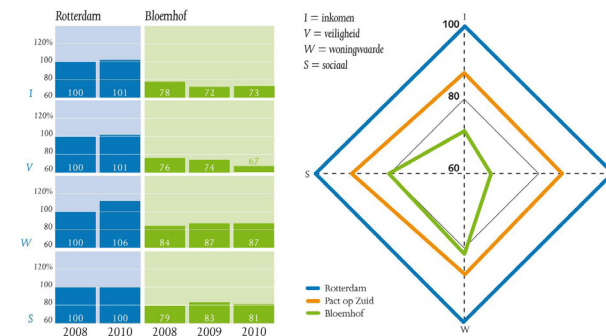 Rotterdam Bloemhof
120%
100
80
I 60 100 101 78 72 73
120%
100
80
V 60 100 101 76 74 67
120%
100
80
W 60 100 106 84 87 87
120%
100
80
S 60 100 100 79 83 81
2008 2010 2008 2009 2010
I = inkomen
V = veiligheid
W = woningwaarde
S = sociaal
I
100
80
S 60
W
Rotterdam
Pact op Zuid
Bloemhof